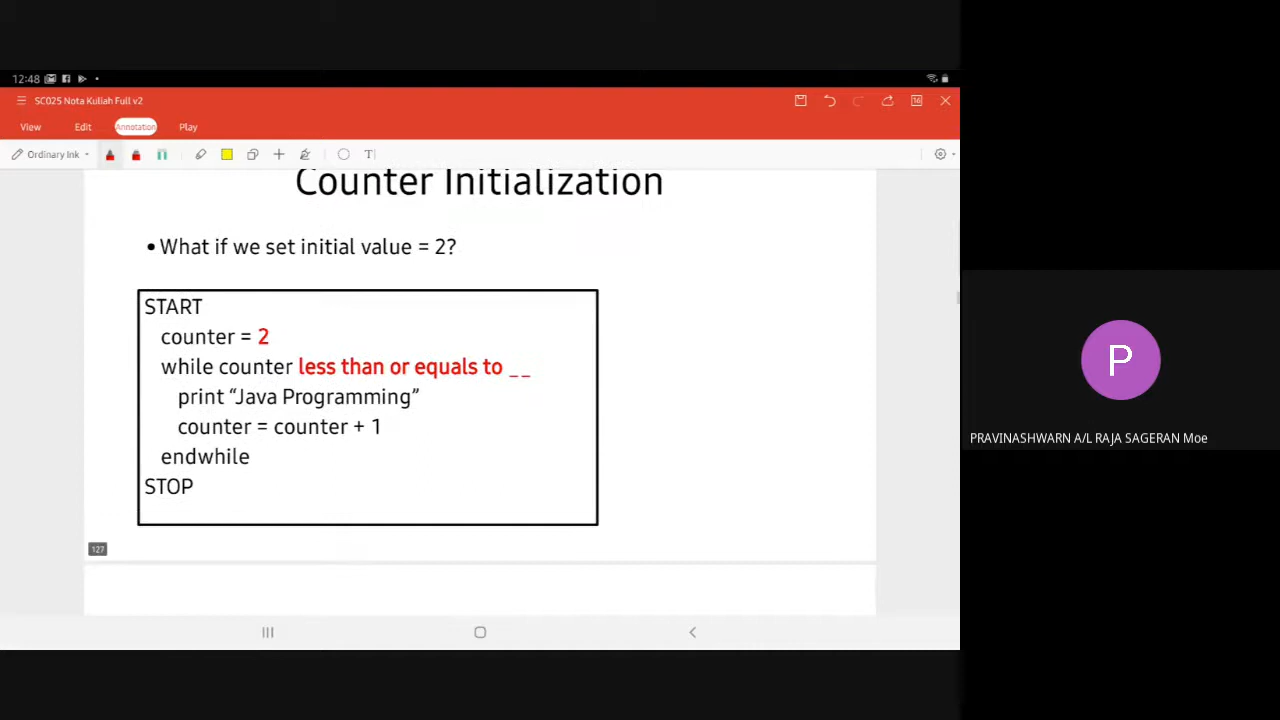 12:48
SC025 Nota Kuliah Full v2
View Edit Annotation Play
Ordinary Ink
Counter Initialization
• What if we set initial value = 2?
START
counter = 2
while counter less than or equals to _ _
print “Java Programming”
counter = counter + 1
endwhile
STOP
127
P
PRAVINASHWARN A/L RAJA SAGERAN Moe